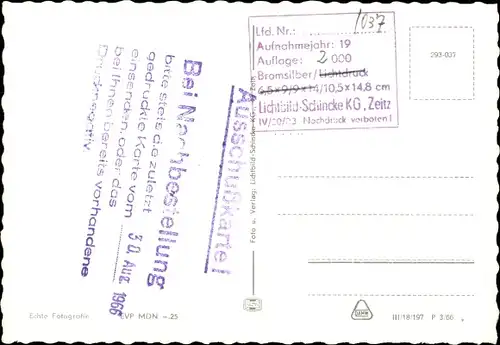 Lfd. Nr.: 1037
Aufnahmejahr: 19
Auflage: 2 000
Bromsilber/Lichtdruck
6,5×9/9×14/10,5×14,8 cm
Lichtbild-Schincke KG, Zeitz
Nachdruck verboten!
293-037
Ausschußkarte!
Bei Nachbestellung
bitte stets die zuletzt
gedruckte Karte vom 30. AUG. 1966
einsenden, oder das
bei Ihnen bereits vorhandene
Foto u. Verlag: Lichtbild-Schincke
Echte Fotografie
EVP MDN -.25
III/18/197 P 3/66